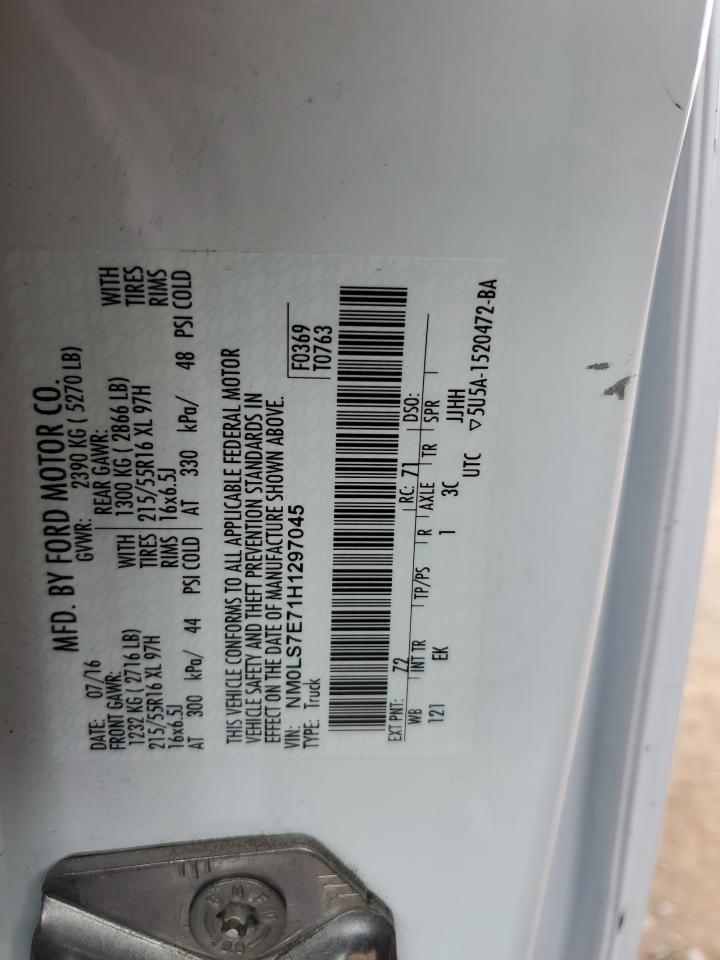 MFD. BY FORD MOTOR CO.
DATE: 07/16 GVWR: 2390 KG ( 5270 LB)
FRONT GAWR: REAR GAWR:
1232 KG ( 2716 LB) WITH 1300 KG ( 2866 LB) WITH
215/55R16 XL 97H TIRES 215/55R16 XL 97H TIRES
16x6.5J RIMS 16x6.5J RIMS
AT 300 kPa/ 44 PSI COLD AT 330 kPa/ 48 PSI COLD
THIS VEHICLE CONFORMS TO ALL APPLICABLE FEDERAL MOTOR
VEHICLE SAFETY AND THEFT PREVENTION STANDARDS IN
EFFECT ON THE DATE OF MANUFACTURE SHOWN ABOVE.
VIN: NM0LS7E71H1297045 F0369
TYPE: Truck T0763
EXT PNT: Z2 RC: 71 DSO:
WB INT TR TP/PS R AXLE TR SPR
121 EK 1 3C JJHH
UTC ▽5U5A-1520472-BA